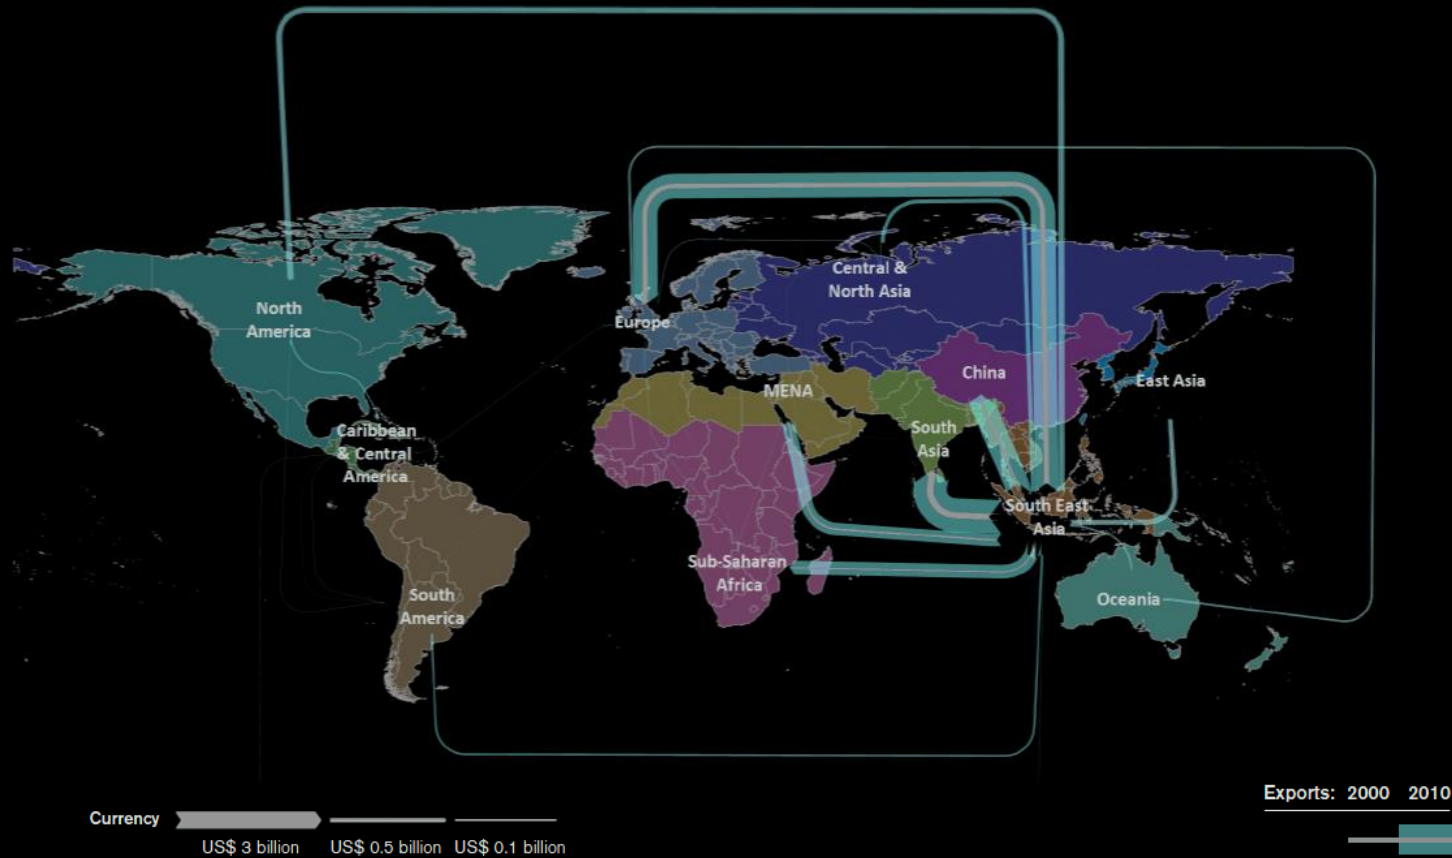 Central &
North Asia
North
America
Europe
China
East Asia
MENA
Caribbean
& Central
America
South
Asia
South East
Asia
Sub-Saharan
Africa
South
America
Oceania
Exports: 2000 2010
Currency
US$ 3 billion US$ 0.5 billion US$ 0.1 billion